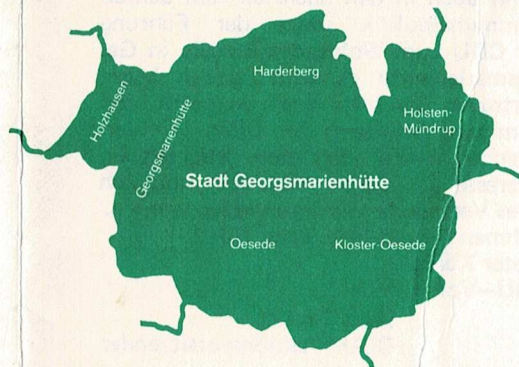 Harderberg
Holzhausen
Georgsmarienhütte
Holsten-
Mündrup
Stadt Georgsmarienhütte
Oesede
Kloster-Oesede